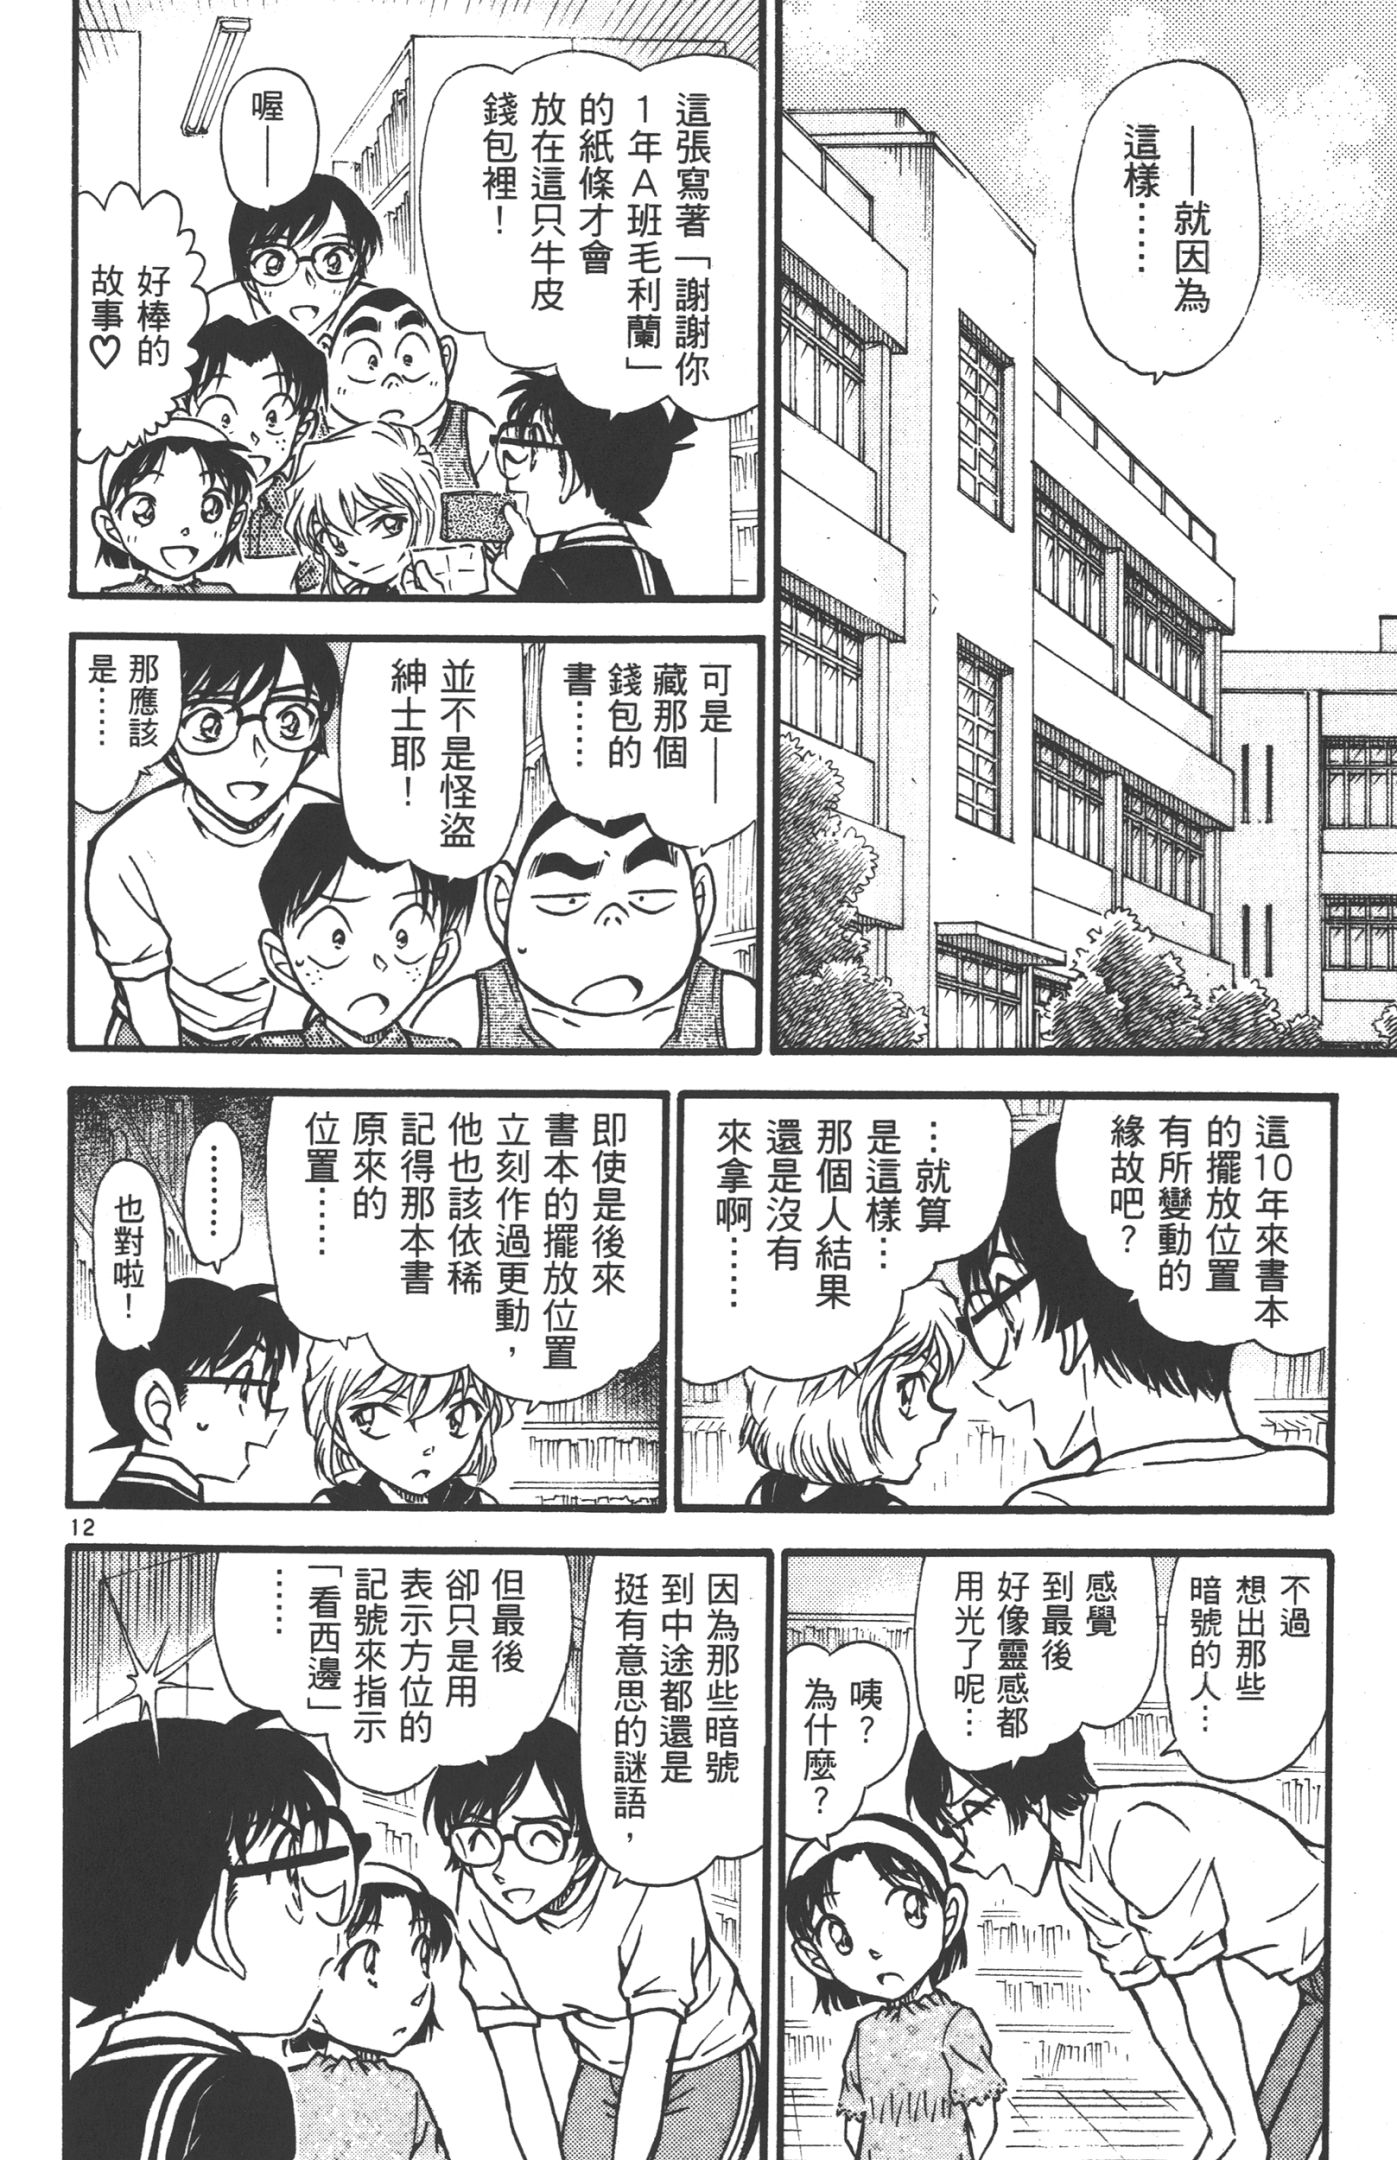 ——就因為
這樣……
這張寫著「謝謝你
1年A班毛利蘭」
的紙條才會
放在這只牛皮
錢包裡！
喔——
好棒的
故事♡
可是——
藏那個
錢包的
書……
並不是怪盜
紳士耶！
那應該
是……
這10年來書本
的擺放位置
有所變動的
緣故吧？
…就算
是這樣…
那個人結果
還是沒有
來拿啊……
即使是後來
書本的擺放位置
立刻作過更動，
他也該依稀
記得那本書
原來的
位置……
………
也對啦！
不過
想出那些
暗號的人…
感覺
到最後
好像靈感都
用光了呢…
咦？
為什麼？
因為那些暗號
到中途都還是
挺有意思的謎語，
但最後
卻只是用
表示方位的
記號來指示
「看西邊」
……
12